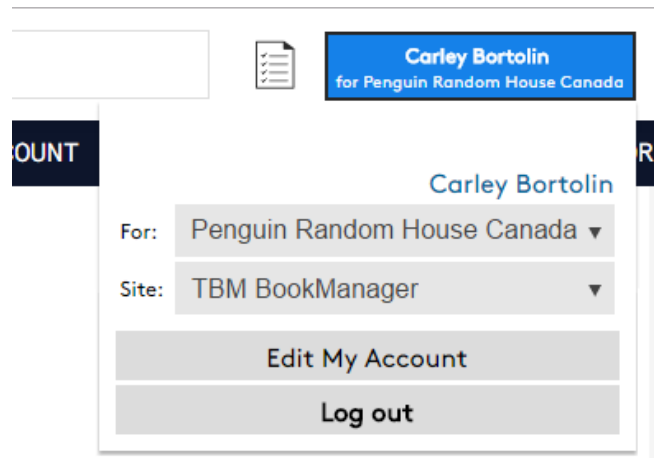 Carley Bortolin
for Penguin Random House Canada
OUNT
R
Carley Bortolin
For: Penguin Random House Canada ▼
Site: TBM BookManager ▼
Edit My Account
Log out